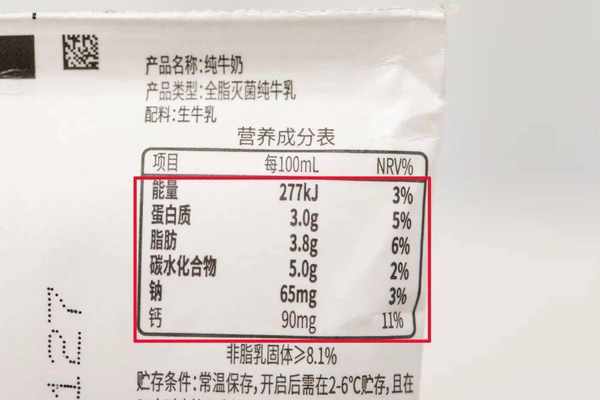 产品名称:纯牛奶
产品类型:全脂灭菌纯牛乳
配料:生牛乳
营养成分表
项目 每100mL NRV%
能量 277kJ 3%
蛋白质 3.0g 5%
脂肪 3.8g 6%
碳水化合物 5.0g 2%
钠 65mg 3%
钙 90mg 11%
非脂乳固体≥8.1%
贮存条件:常温保存,开启后需在2-6℃贮存,且在
127